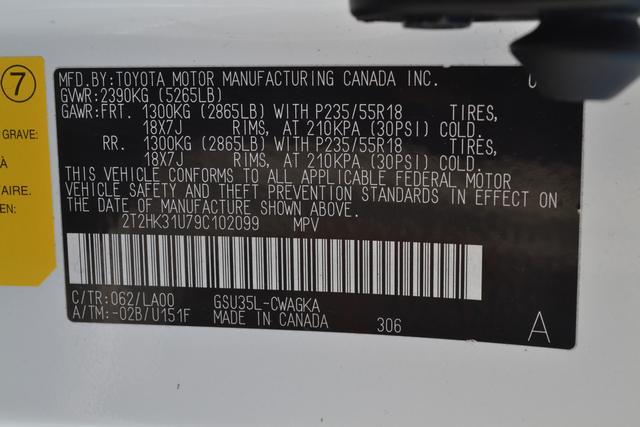 7
GRAVE:
À
AIRE.
EN:
MFD.BY:TOYOTA MOTOR MANUFACTURING CANADA INC.
GVWR:2390KG (5265LB)
GAWR:FRT. 1300KG (2865LB) WITH P235/55R18 TIRES,
18X7J RIMS, AT 210KPA (30PSI) COLD.
RR. 1300KG (2865LB) WITH P235/55R18 TIRES,
18X7J RIMS, AT 210KPA (30PSI) COLD.
THIS VEHICLE CONFORMS TO ALL APPLICABLE FEDERAL MOTOR
VEHICLE SAFETY AND THEFT PREVENTION STANDARDS IN EFFECT ON
THE DATE OF MANUFACTURE SHOWN ABOVE.
2T2HK31U79C102099 MPV
C/TR:062/LA00 GSU35L-CWAGKA
A/TM:-02B/U151F MADE IN CANADA 306 A